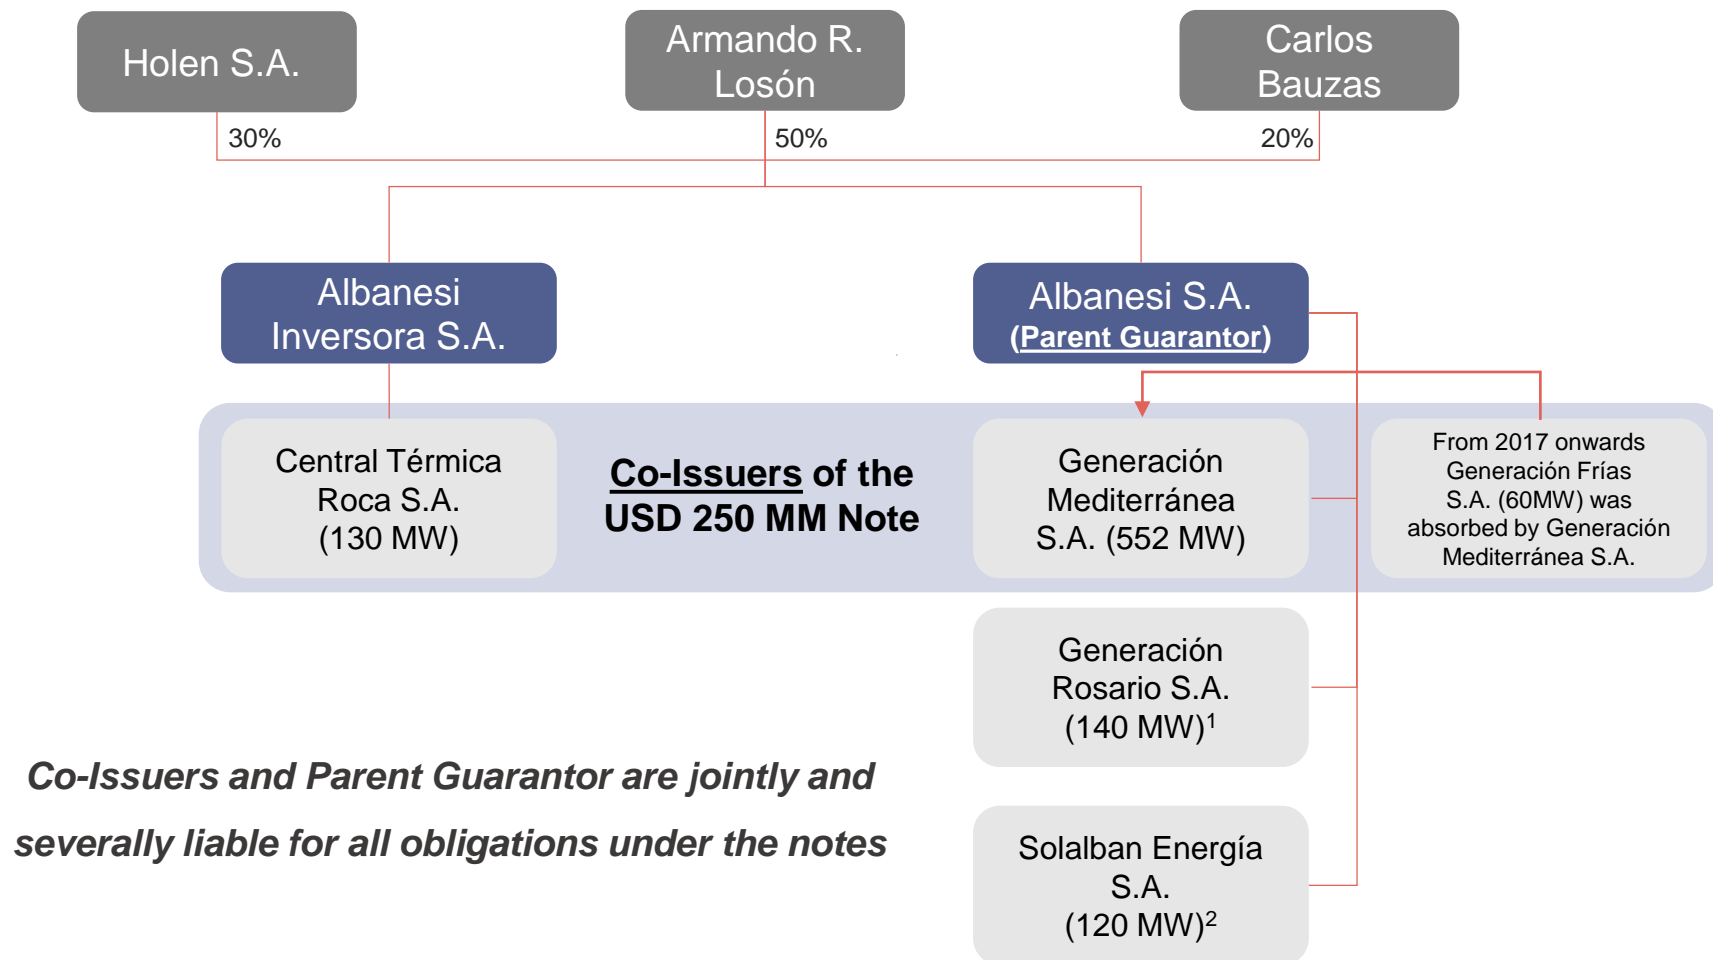 Holen S.A.
Armando R.
Losón
Carlos
Bauzas
30%
50%
20%
Albanesi
Inversora S.A.
Albanesi S.A.
(Parent Guarantor)
Central Térmica
Roca S.A.
(130 MW)
Co-Issuers of the
USD 250 MM Note
Generación
Mediterránea
S.A. (552 MW)
From 2017 onwards
Generación Frías
S.A. (60MW) was
absorbed by Generación
Mediterránea S.A.
Generación
Rosario S.A.
(140 MW)1
Co-Issuers and Parent Guarantor are jointly and
severally liable for all obligations under the notes
Solalban Energía
S.A.
(120 MW)2